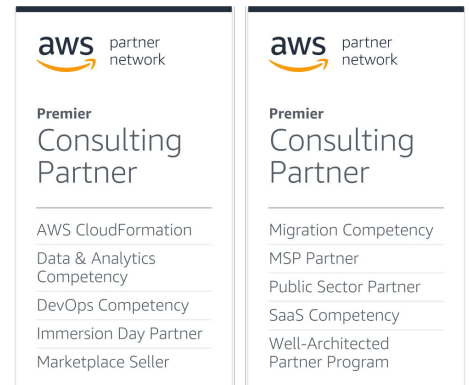 aws partner
network
Premier
Consulting
Partner
AWS CloudFormation
Data & Analytics
Competency
DevOps Competency
Immersion Day Partner
Marketplace Seller
aws partner
network
Premier
Consulting
Partner
Migration Competency
MSP Partner
Public Sector Partner
SaaS Competency
Well-Architected
Partner Program